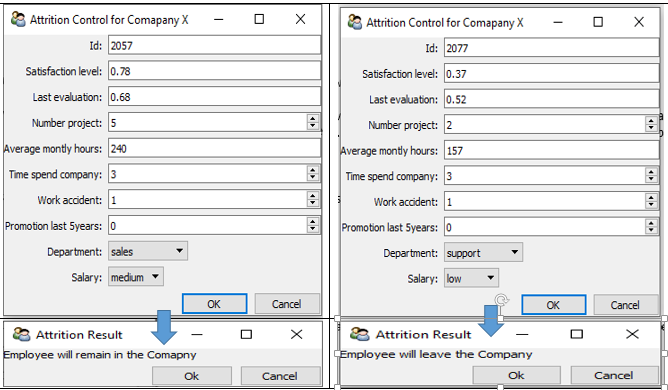 Attrition Control for Comapany X
Id: 2057
Satisfaction level: 0.78
Last evaluation: 0.68
Number project: 5
Average montly hours: 240
Time spend company: 3
Work accident: 1
Promotion last 5years: 0
Department: sales
Salary: medium
OK Cancel
Attrition Result
Employee will remain in the Comapny
Ok Cancel
Attrition Control for Comapany X
Id: 2077
Satisfaction level: 0.37
Last evaluation: 0.52
Number project: 2
Average montly hours: 157
Time spend company: 3
Work accident: 1
Promotion last 5years: 0
Department: support
Salary: low
OK Cancel
Attrition Result
Employee will leave the Company
Ok Cancel